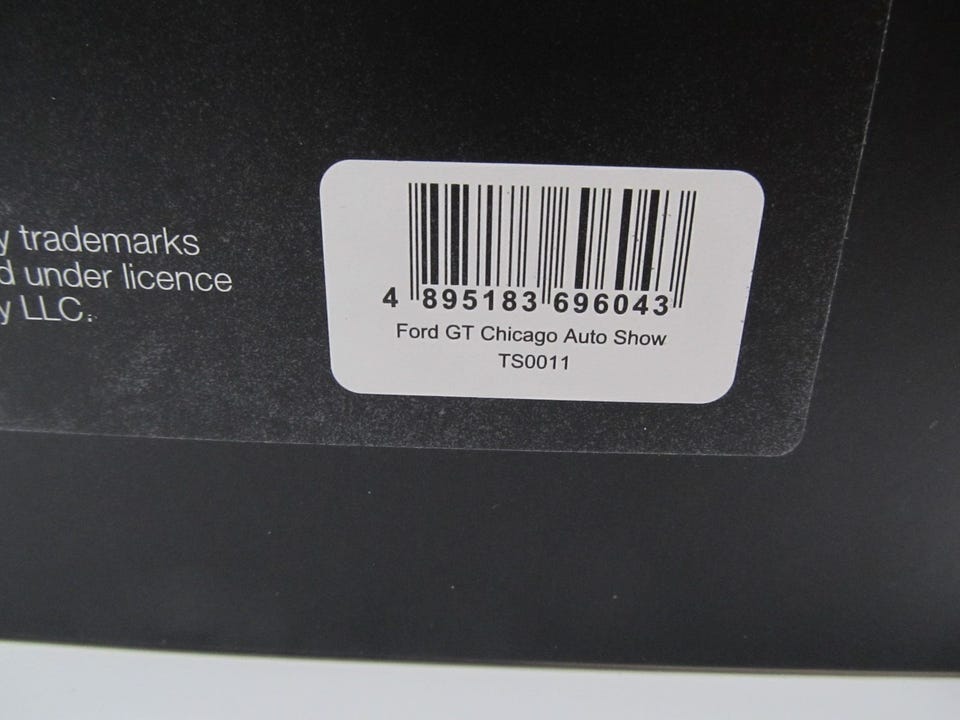 y trademarks
d under licence
y LLC.
4 895183 696043
Ford GT Chicago Auto Show
TS0011